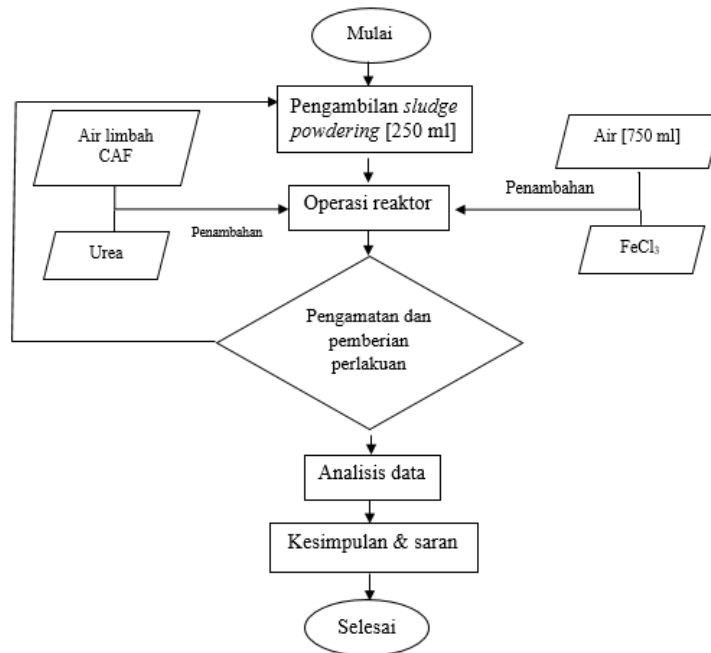 Mulai
Pengambilan sludge
powdering [250 ml]
Air limbah
CAF
Air [750 ml]
Penambahan
Operasi reaktor
Penambahan
Urea
FeCl₃
Pengamatan dan
pemberian
perlakuan
Analisis data
Kesimpulan & saran
Selesai